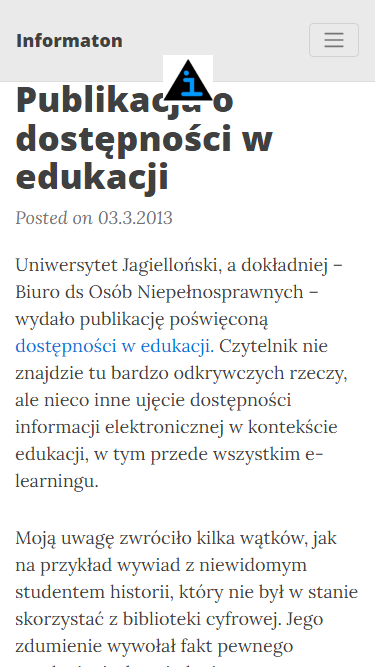 Informaton
Publikacja o
dostępności w
edukacji
Posted on 03.3.2013
Uniwersytet Jagielloński, a dokładniej –
Biuro ds Osób Niepełnosprawnych –
wydało publikację poświęconą
dostępności w edukacji. Czytelnik nie
znajdzie tu bardzo odkrywczych rzeczy,
ale nieco inne ujęcie dostępności
informacji elektronicznej w kontekście
edukacji, w tym przede wszystkim e-
learningu.
Moją uwagę zwróciło kilka wątków, jak
na przykład wywiad z niewidomym
studentem historii, który nie był w stanie
skorzystać z biblioteki cyfrowej. Jego
zdumienie wywołał fakt pewnego